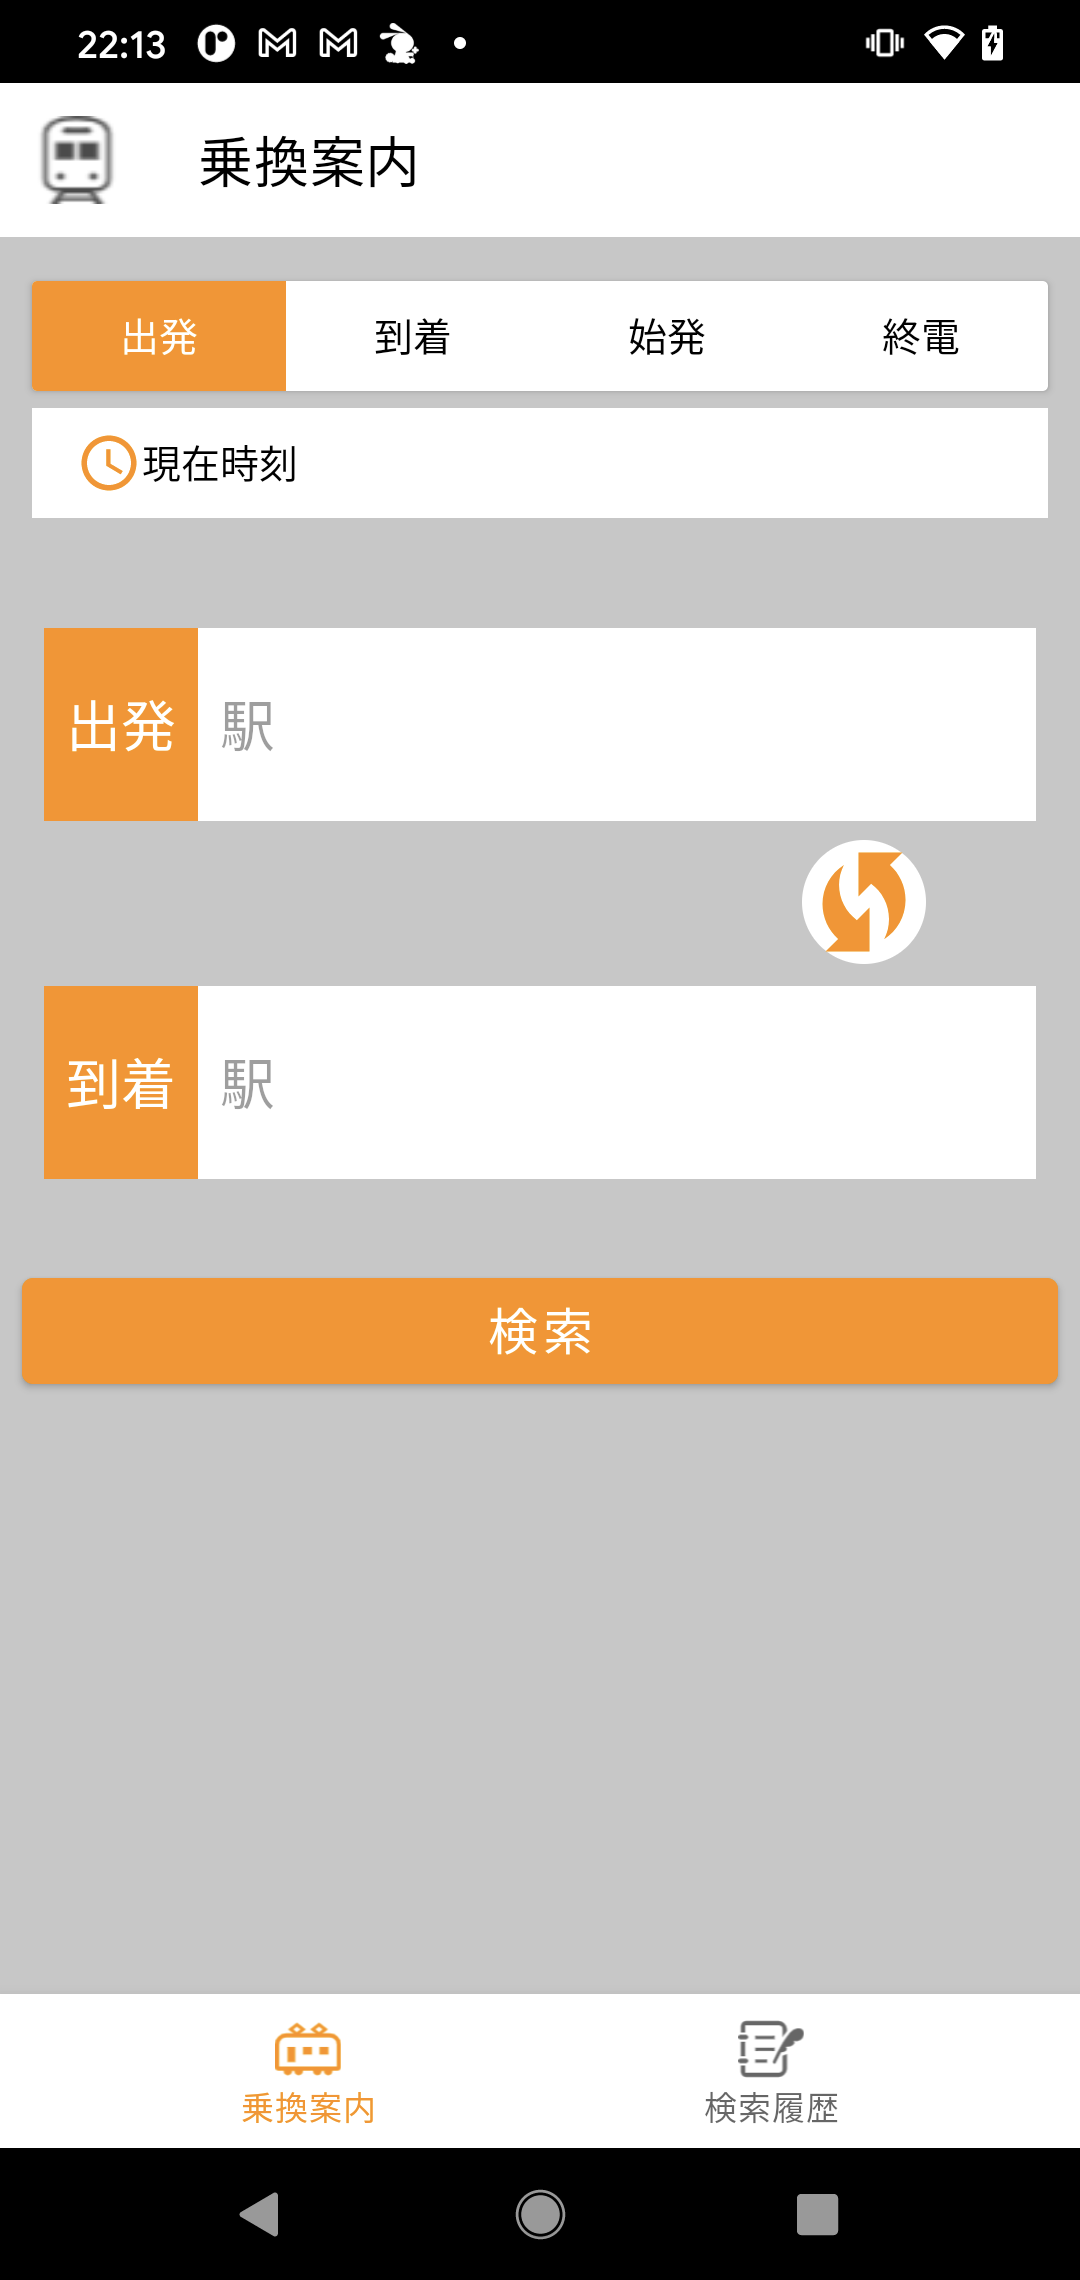 22:13
乗換案内
出発 到着 始発 終電
現在時刻
出発 駅
到着 駅
検索
乗換案内 検索履歴